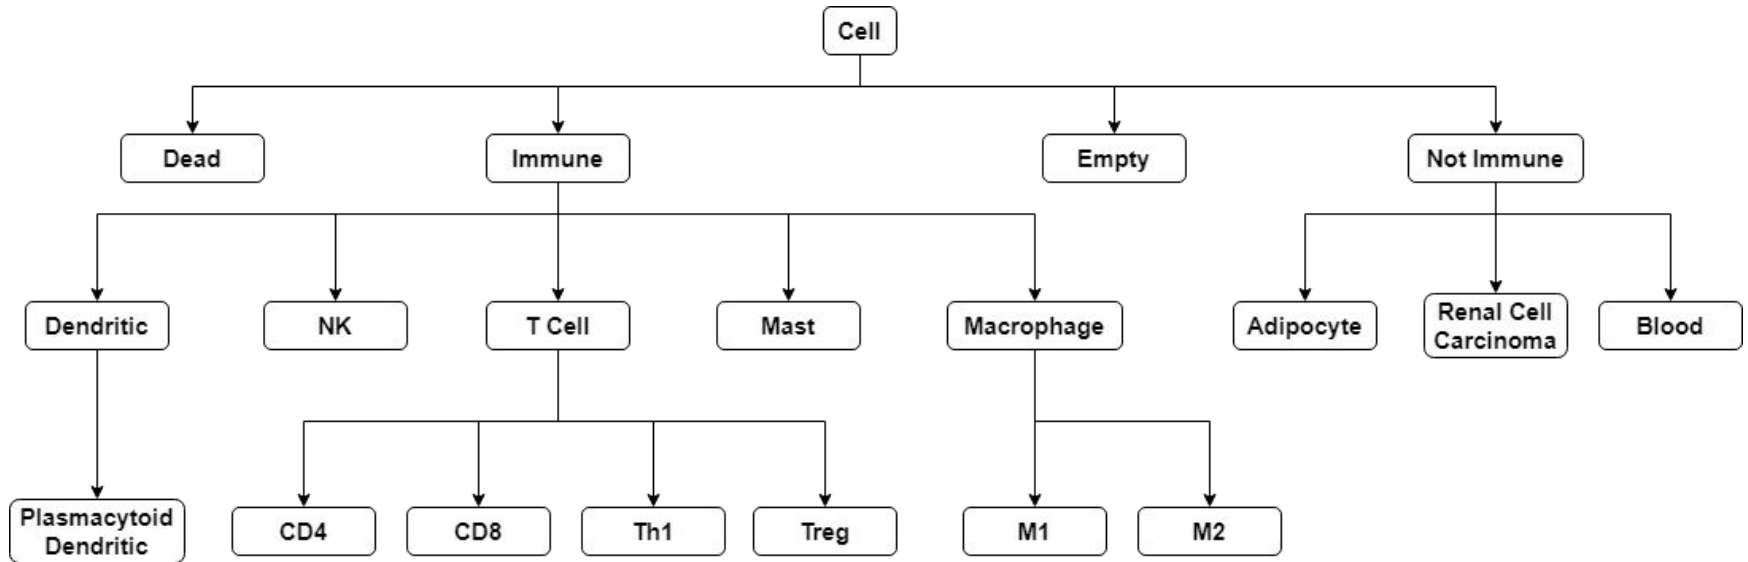 Cell
Dead
Immune
Empty
Not Immune
Dendritic
NK
T Cell
Mast
Macrophage
Adipocyte
Renal Cell
Carcinoma
Blood
Plasmacytoid
Dendritic
CD4
CD8
Th1
Treg
M1
M2